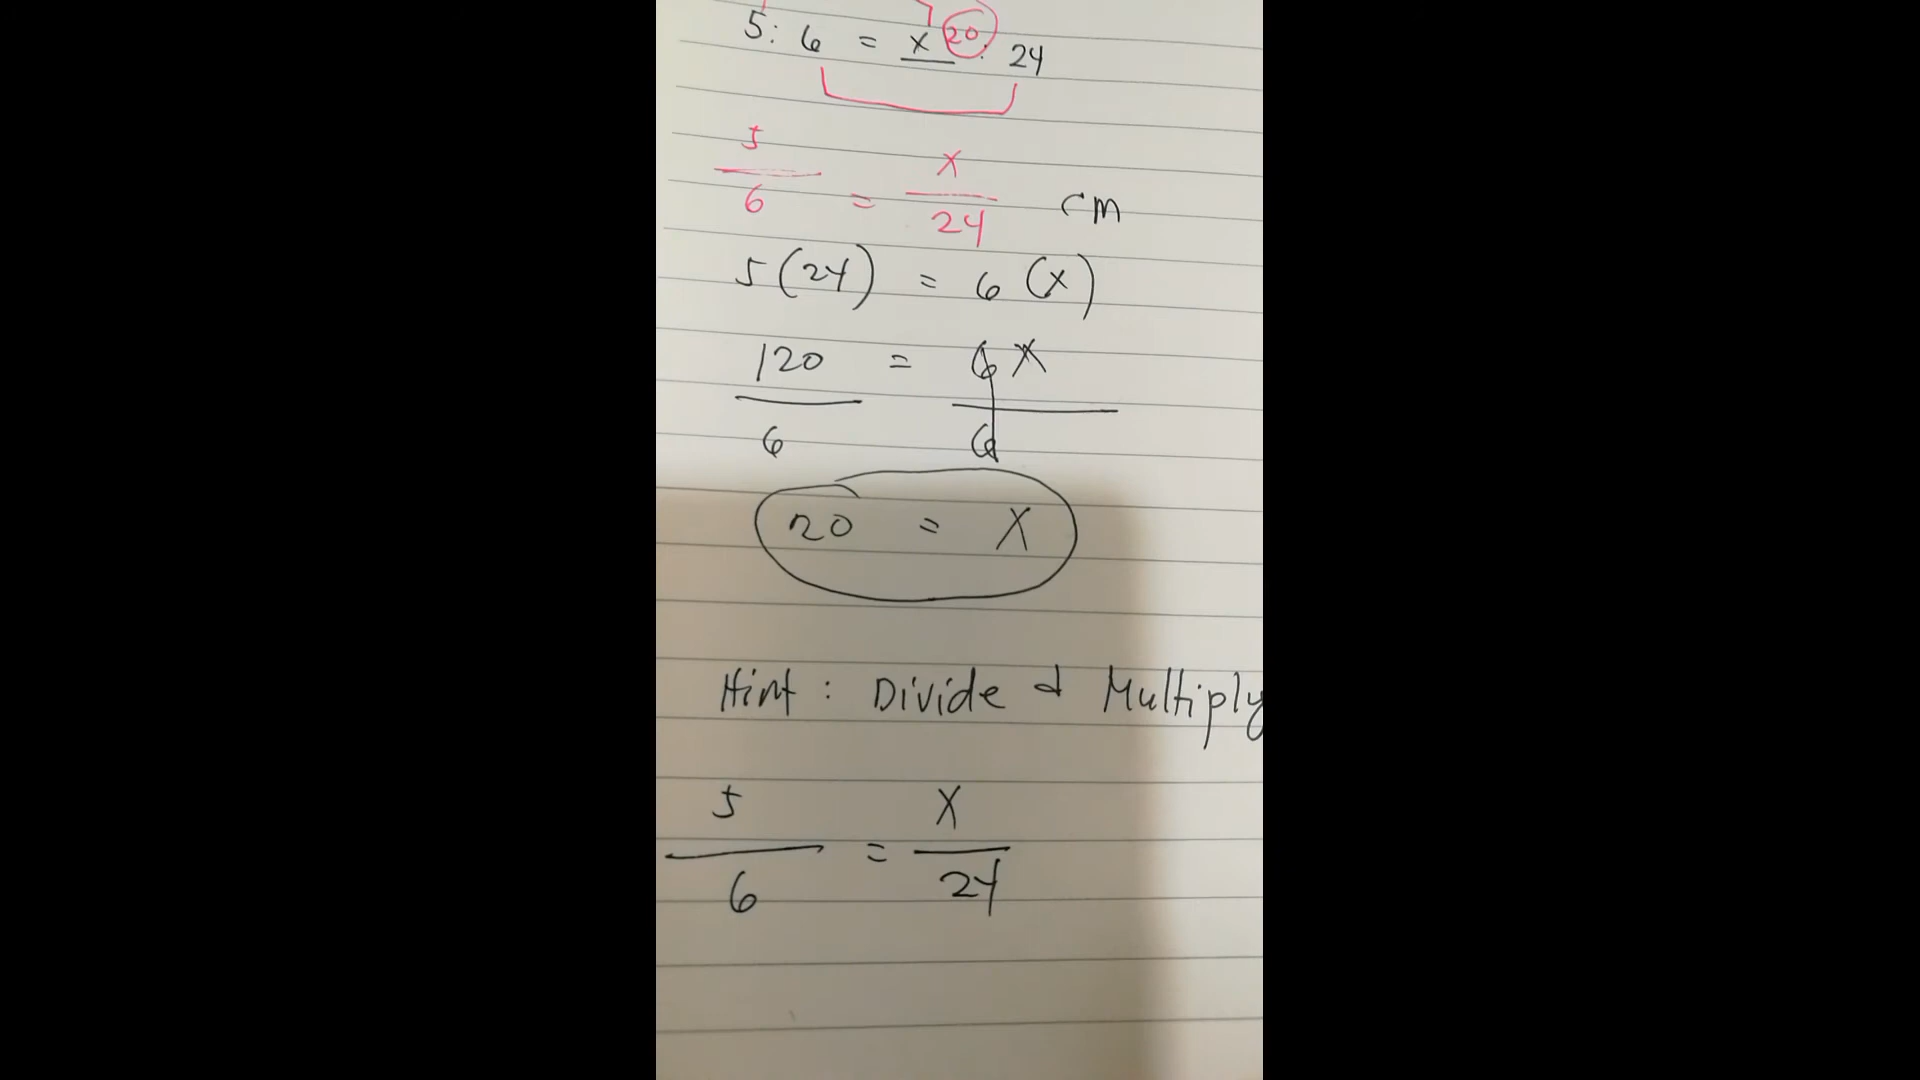 5: 6 = x 20 : 24
5/6 = x/24 cm
5(24) = 6(x)
120/6 = 6x/6
20 = x
Hint: Divide & Multiply
5/6 = x/24